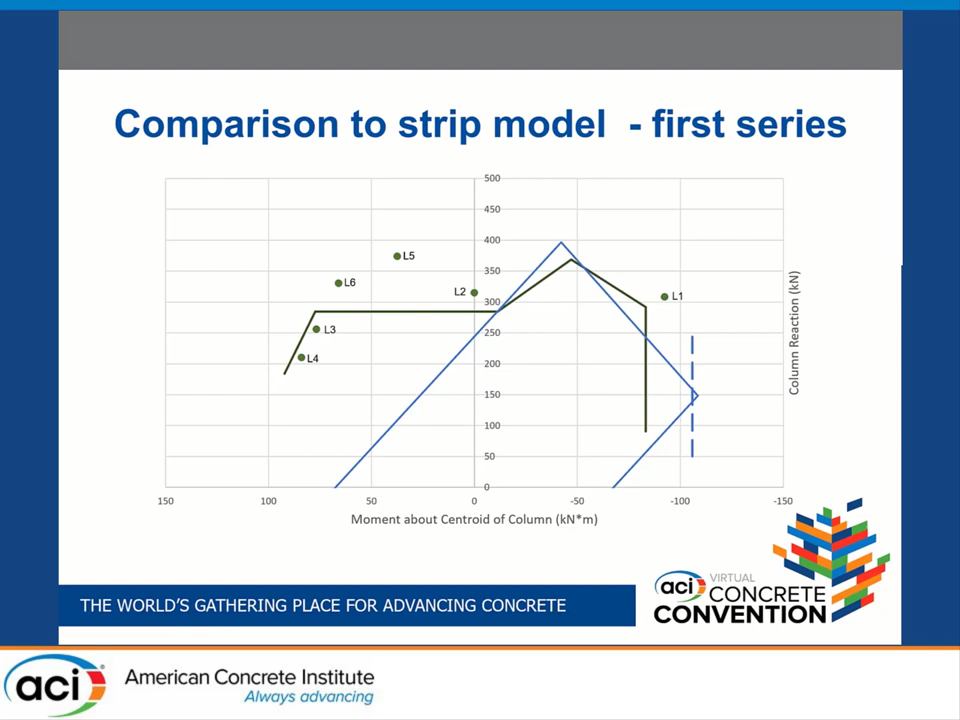 Comparison to strip model - first series
500
450
400
350
300
250
200
150
100
50
0
L5
L6
L2
L1
L3
L4
Column Reaction (kN)
150 100 50 0 -50 -100 -150
Moment about Centroid of Column (kN*m)
THE WORLD'S GATHERING PLACE FOR ADVANCING CONCRETE
aci VIRTUAL
CONCRETE
CONVENTION
aci ® American Concrete Institute
Always advancing